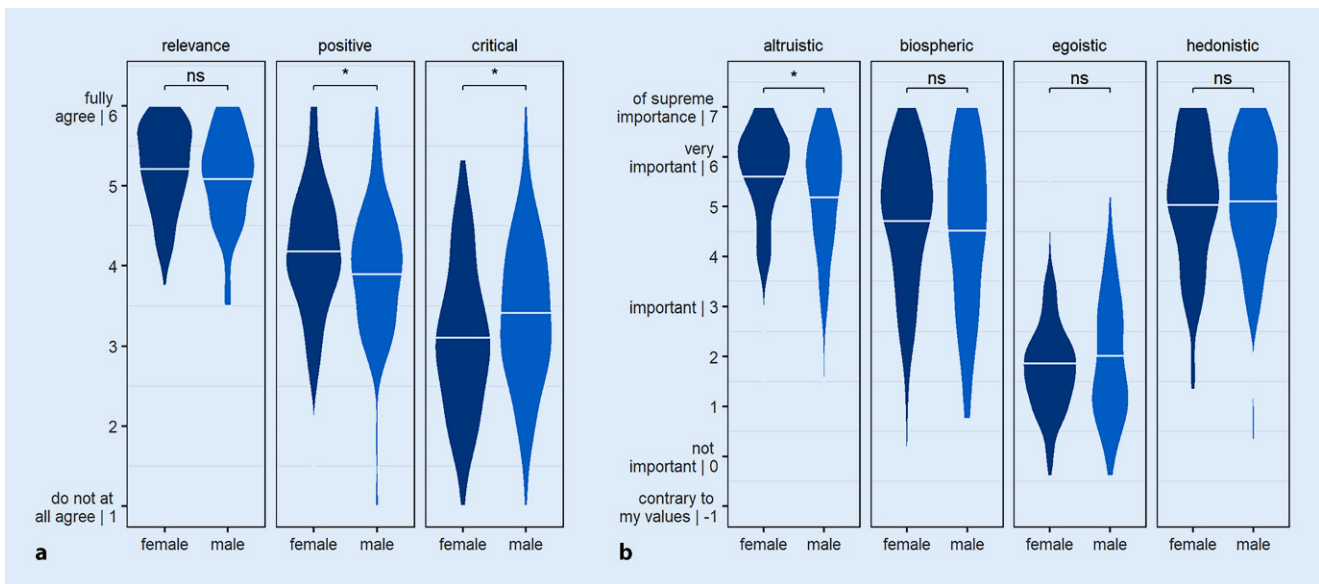 relevance positive critical
ns * *
fully
agree | 6
5
4
3
2
do not at
all agree | 1
female male female male female male
a
altruistic biospheric egoistic hedonistic
* ns ns ns
of supreme
importance | 7
very
important | 6
5
4
important | 3
2
1
not
important | 0
contrary to
my values | -1
female male female male female male female male
b